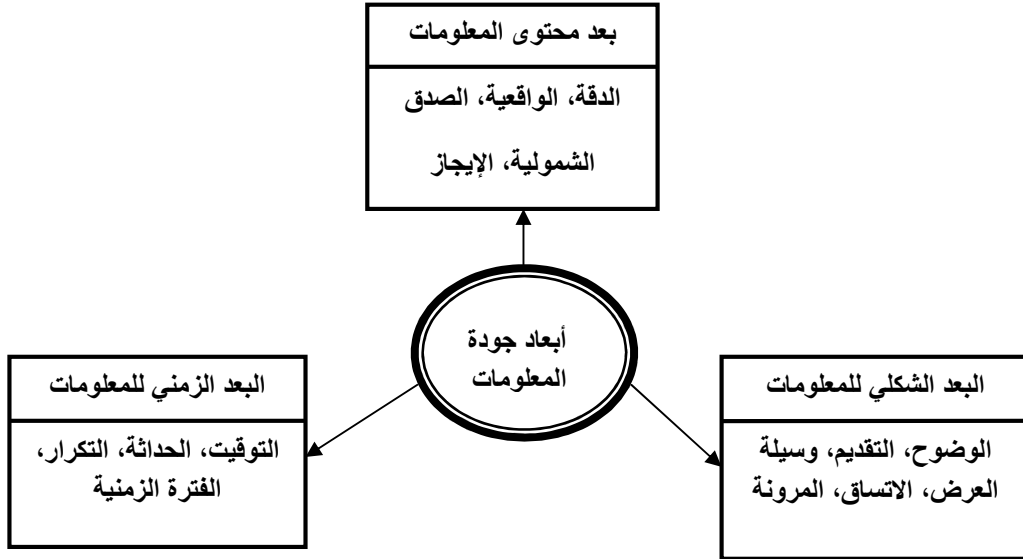 بعد محتوى المعلومات
الدقة، الواقعية، الصدق
الشمولية، الإيجاز
أبعاد جودة
المعلومات
البعد الشكلي للمعلومات
الوضوح، التقديم، وسيلة
العرض، الاتساق، المرونة
البعد الزمني للمعلومات
التوقيت، الحداثة، التكرار،
الفترة الزمنية